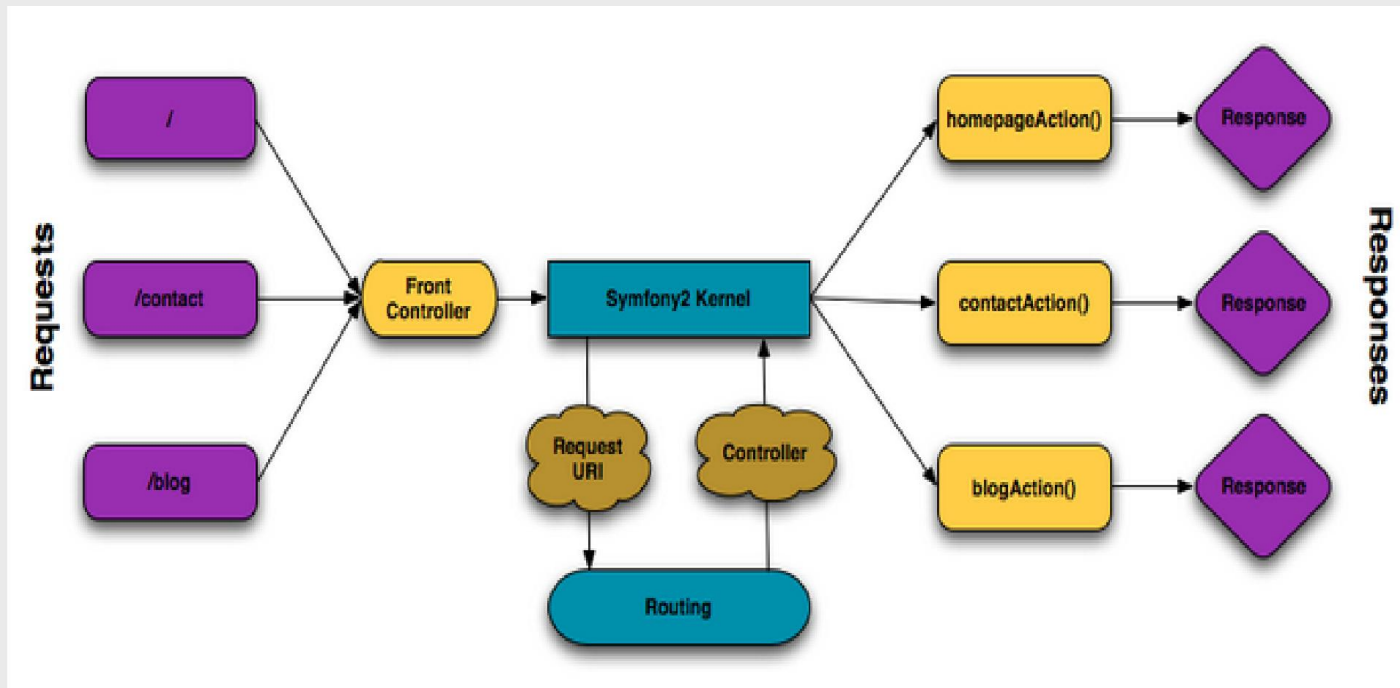 Requests
/
/contact
/blog
Front
Controller
Symfony2 Kernel
Request
URI
Controller
Routing
homepageAction()
contactAction()
blogAction()
Response
Response
Response
Responses